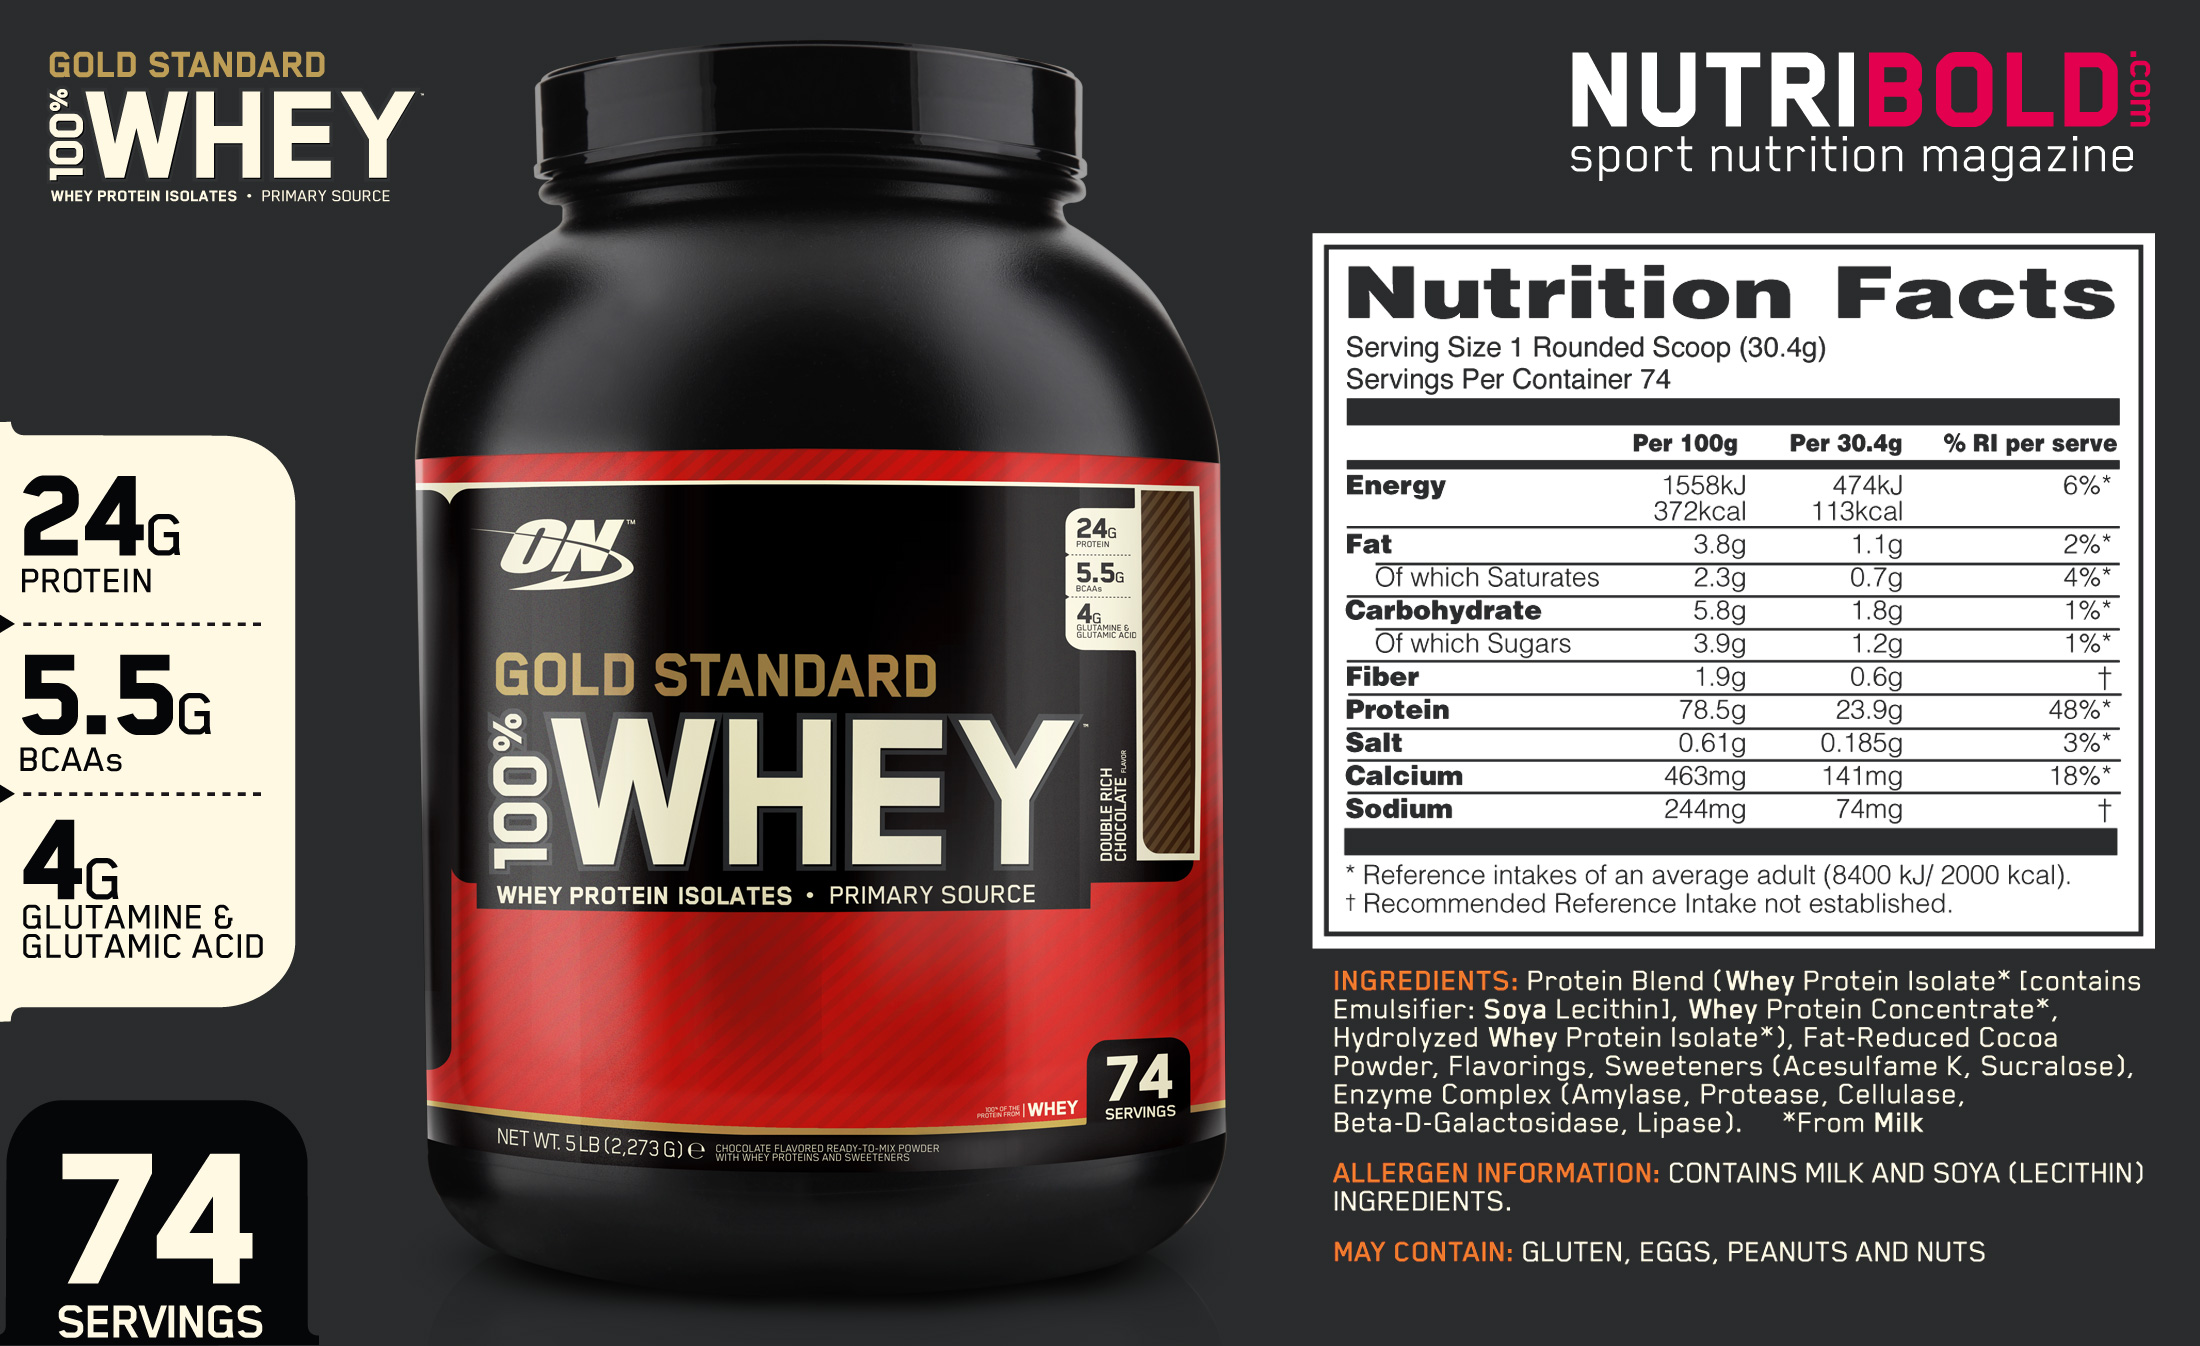 GOLD STANDARD
100% WHEY™
WHEY PROTEIN ISOLATES • PRIMARY SOURCE
24G
PROTEIN
5.5G
BCAAs
4G
GLUTAMINE &
GLUTAMIC ACID
74
SERVINGS
ON™
24G
PROTEIN
5.5G
BCAAs
4G
GLUTAMINE &
GLUTAMIC ACID
GOLD STANDARD
100% WHEY™
WHEY PROTEIN ISOLATES • PRIMARY SOURCE
DOUBLE RICH
CHOCOLATE FLAVOR
100% OF THE
PROTEIN FROM
WHEY
74
SERVINGS
NET WT. 5 LB (2,273 G) e
CHOCOLATE FLAVORED READY-TO-MIX POWDER
WITH WHEY PROTEINS AND SWEETENERS
NUTRIBOLD.com
sport nutrition magazine
Nutrition Facts
Serving Size 1 Rounded Scoop (30.4g)
Servings Per Container 74
Per 100g Per 30.4g % RI per serve
Energy 1558kJ 474kJ 6%*
372kcal 113kcal
Fat 3.8g 1.1g 2%*
Of which Saturates 2.3g 0.7g 4%*
Carbohydrate 5.8g 1.8g 1%*
Of which Sugars 3.9g 1.2g 1%*
Fiber 1.9g 0.6g †
Protein 78.5g 23.9g 48%*
Salt 0.61g 0.185g 3%*
Calcium 463mg 141mg 18%*
Sodium 244mg 74mg †
* Reference intakes of an average adult (8400 kJ/ 2000 kcal).
† Recommended Reference Intake not established.
INGREDIENTS: Protein Blend (Whey Protein Isolate* [contains
Emulsifier: Soya Lecithin], Whey Protein Concentrate*,
Hydrolyzed Whey Protein Isolate*), Fat-Reduced Cocoa
Powder, Flavorings, Sweeteners (Acesulfame K, Sucralose),
Enzyme Complex (Amylase, Protease, Cellulase,
Beta-D-Galactosidase, Lipase). *From Milk
ALLERGEN INFORMATION: CONTAINS MILK AND SOYA (LECITHIN)
INGREDIENTS.
MAY CONTAIN: GLUTEN, EGGS, PEANUTS AND NUTS